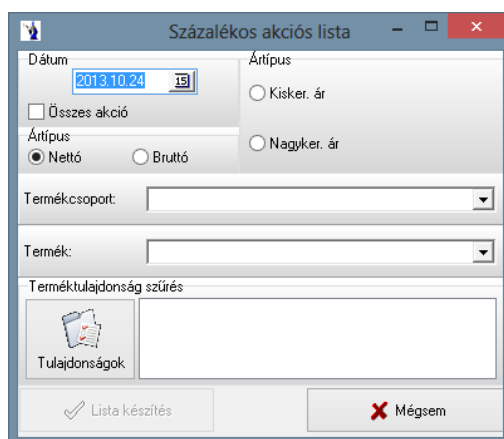 Százalékos akciós lista
Dátum
2013.10.24
15
Összes akció
Ártípus
Nettó
Bruttó
Ártípus
Kisker. ár
Nagyker. ár
Termékcsoport:
Termék:
Terméktulajdonság szűrés
Tulajdonságok
Lista készítés
Mégsem